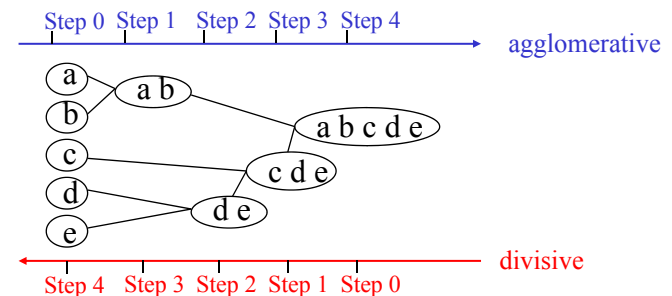 Step 0 Step 1 Step 2 Step 3 Step 4
agglomerative
a
a b
b
a b c d e
c
c d e
d
d e
e
divisive
Step 4 Step 3 Step 2 Step 1 Step 0